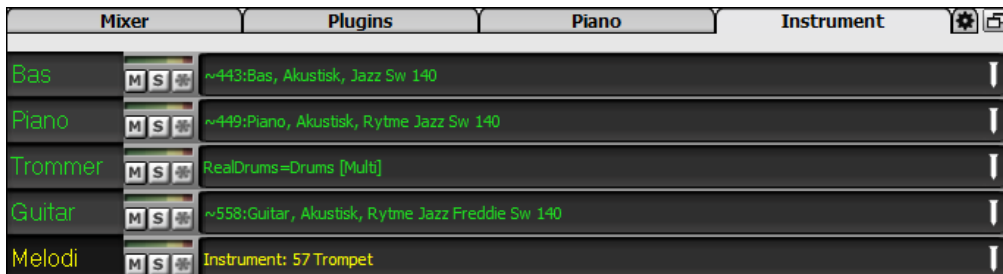 Mixer Plugins Piano Instrument
Bas M S ~443:Bas, Akustisk, Jazz Sw 140
Piano M S ~449:Piano, Akustisk, Rytme Jazz Sw 140
Trommer M S RealDrums=Drums [Multi]
Guitar M S ~558:Guitar, Akustisk, Rytme Jazz Freddie Sw 140
Melodi M S Instrument: 57 Trompet